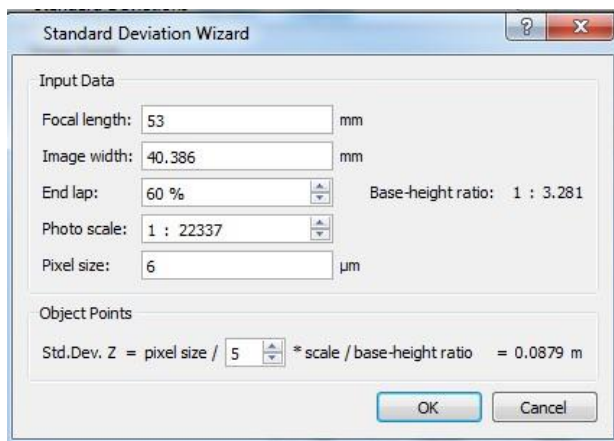 Standard Deviations
Standard Deviation Wizard
Input Data
Focal length: 53 mm
Image width: 40.386 mm
End lap: 60 % Base-height ratio: 1 : 3.281
Photo scale: 1 : 22337
Pixel size: 6 µm
Object Points
Std.Dev. Z = pixel size / 5 * scale / base-height ratio = 0.0879 m
OK Cancel